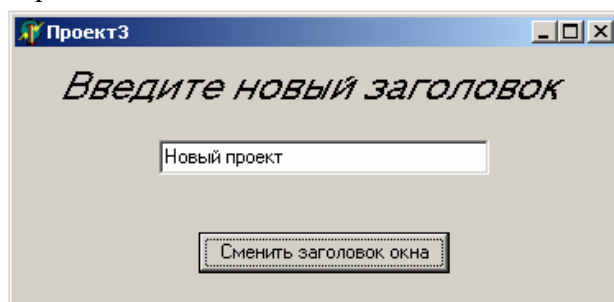 Проект3
Введите новый заголовок
Новый проект
Сменить заголовок окна